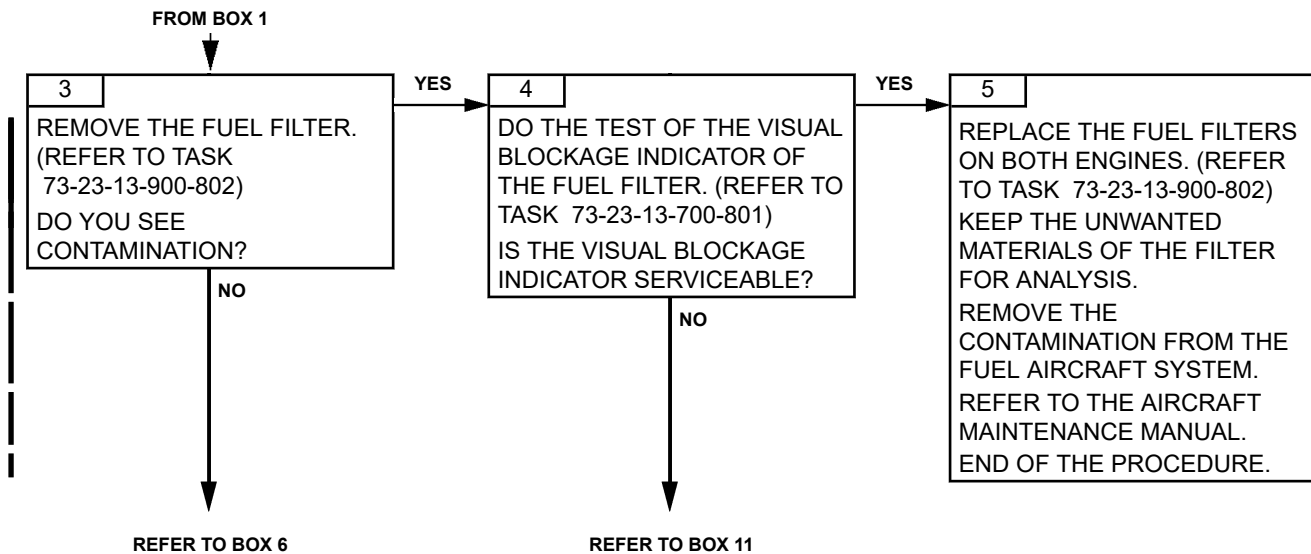 FROM BOX 1
3
REMOVE THE FUEL FILTER.
(REFER TO TASK
73-23-13-900-802)
DO YOU SEE
CONTAMINATION?
YES
NO
REFER TO BOX 6
4
DO THE TEST OF THE VISUAL
BLOCKAGE INDICATOR OF
THE FUEL FILTER. (REFER TO
TASK 73-23-13-700-801)
IS THE VISUAL BLOCKAGE
INDICATOR SERVICEABLE?
YES
NO
REFER TO BOX 11
5
REPLACE THE FUEL FILTERS
ON BOTH ENGINES. (REFER
TO TASK 73-23-13-900-802)
KEEP THE UNWANTED
MATERIALS OF THE FILTER
FOR ANALYSIS.
REMOVE THE
CONTAMINATION FROM THE
FUEL AIRCRAFT SYSTEM.
REFER TO THE AIRCRAFT
MAINTENANCE MANUAL.
END OF THE PROCEDURE.